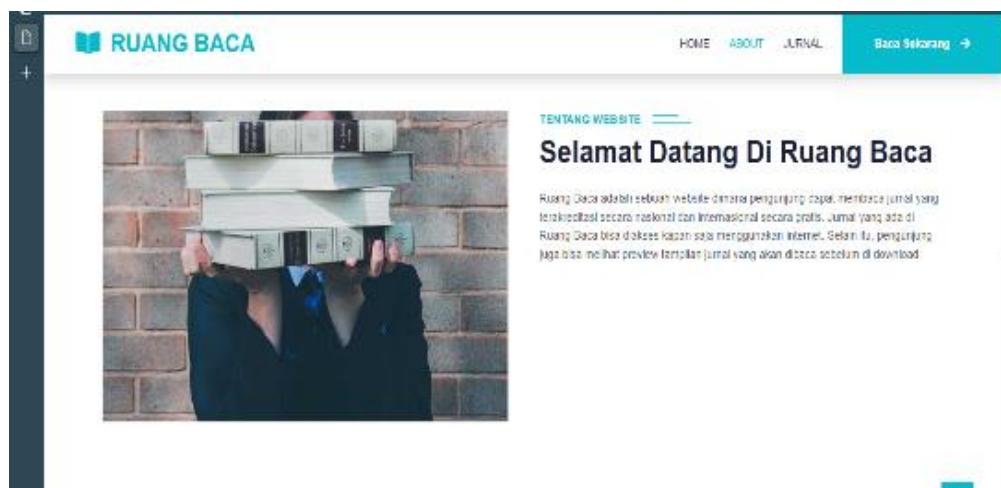 RUANG BACA
HOME ABOUT JURNAL Baca Sekarang
TENTANG WEBSITE
Selamat Datang Di Ruang Baca
Ruang Baca adalah sebuah website dimana pengunjung dapat membaca jurnal yang
terakreditasi secara nasional dan internasional secara gratis. Jurnal yang ada di
Ruang Baca bisa diakses kapan saja menggunakan internet. Selain itu, pengunjung
juga bisa melihat preview tampilan jurnal yang akan dibaca sebelum di download